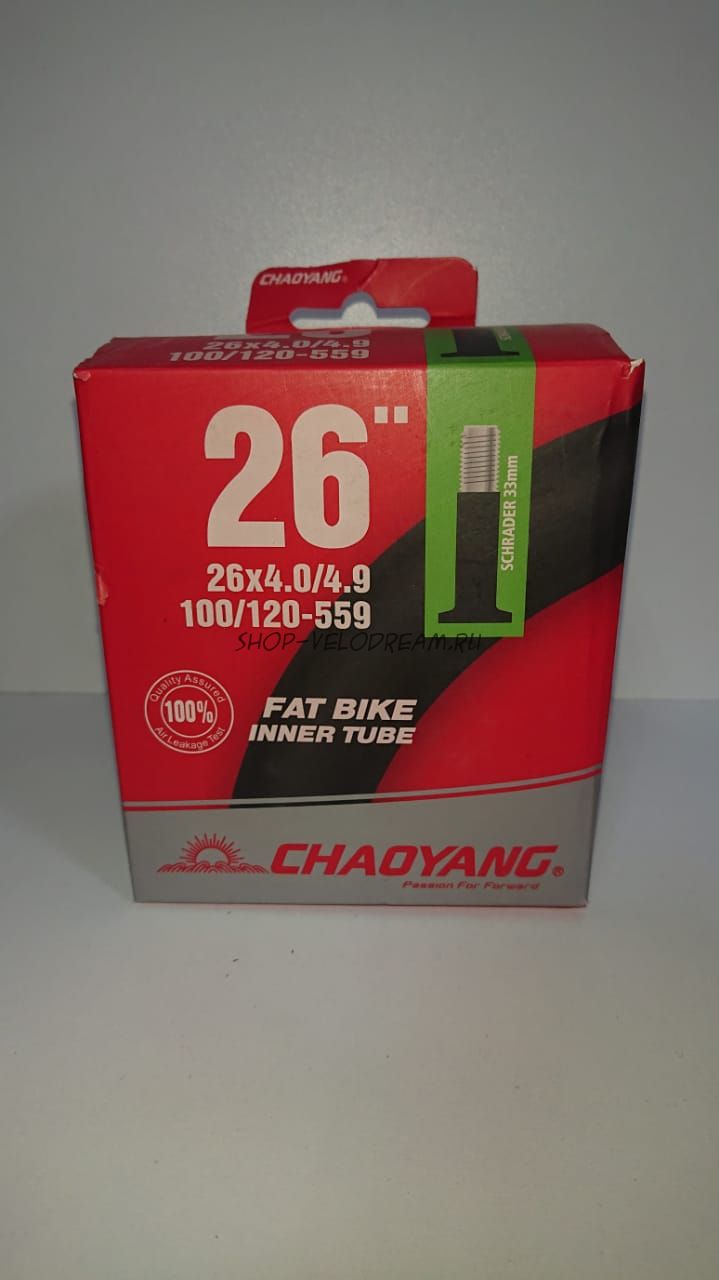 CHAOYANG®
26x4.0/4.9
100/120-559
SCHRADER 33mm
26"
26x4.0/4.9
100/120-559
SHOP-VELODREAM.RU
Quality Assured
100%
Air Leakage Test
FAT BIKE
INNER TUBE
CHAOYANG®
Passion For Forward